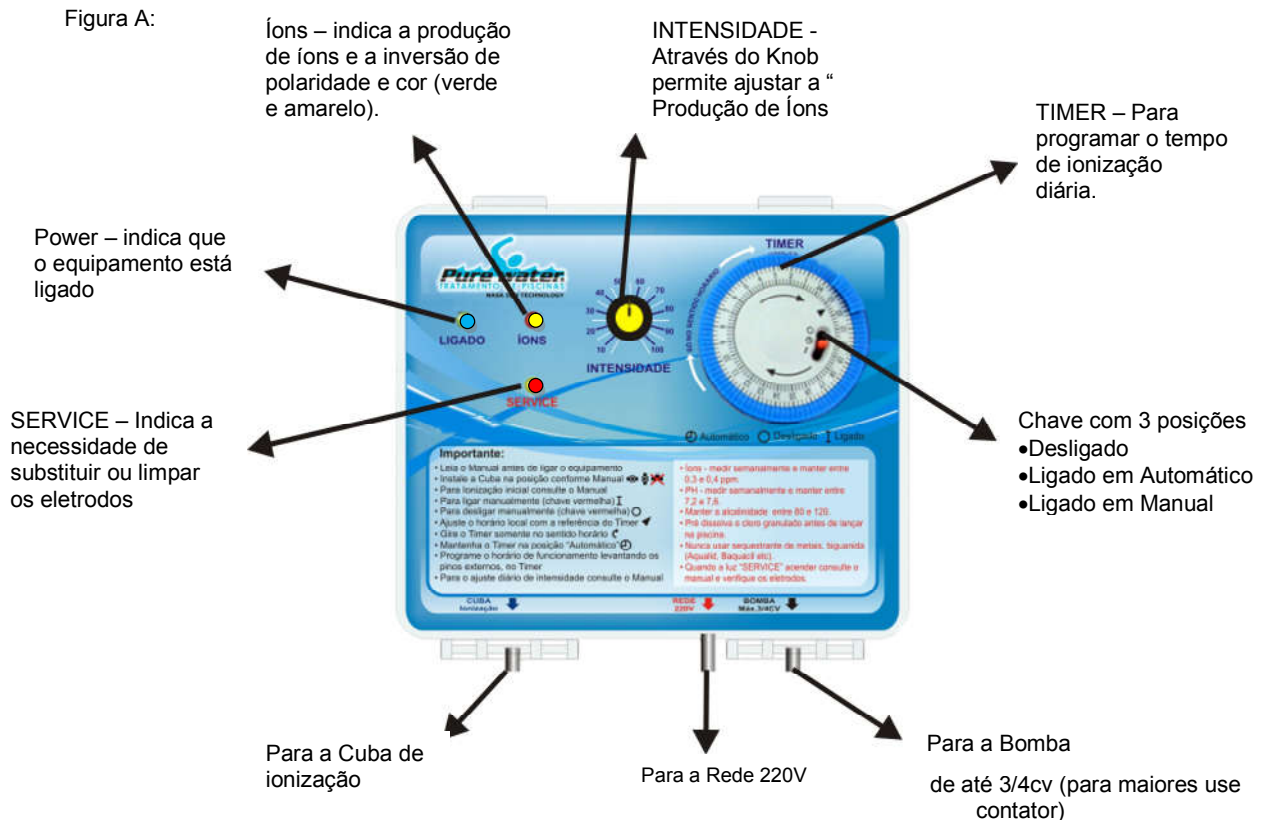 Figura A:
Íons – indica a produção
de íons e a inversão de
polaridade e cor (verde
e amarelo).
INTENSIDADE -
Através do Knob
permite ajustar a “
Produção de Íons
TIMER – Para
programar o tempo
de ionização
diária.
Power – indica que
o equipamento está
ligado
SERVICE – Indica a
necessidade de
substituir ou limpar
os eletrodos
Chave com 3 posições
•Desligado
•Ligado em Automático
•Ligado em Manual
Pure water
TRATAMENTO DE PISCINAS
NASA TECHNOLOGY
LIGADO
ÍONS
SERVICE
10
20
30
40
50
60
70
80
90
100
INTENSIDADE
TIMER
SÓ NO SENTIDO HORÁRIO
Automático Desligado Ligado
Importante:
• Leia o Manual antes de ligar o equipamento
• Instale a Cuba na posição conforme Manual
• Para Ionização inicial consulte o Manual
• Para ligar manualmente (chave vermelha)
• Para desligar manualmente (chave vermelha)
• Ajuste o horário local com a referência do Timer
• Gire o Timer somente no sentido horário
• Mantenha o Timer na posição "Automático"
• Programe o horário de funcionamento levantando os
pinos externos, no Timer
• Para o ajuste diário de intensidade consulte o Manual
• Íons - medir semanalmente e manter entre
0,3 e 0,4 ppm.
• PH - medir semanalmente e manter entre
7,2 e 7,6.
• Manter a alcalinidade entre 80 e 120.
• Pré dissolva o cloro granulado antes de lançar
na piscina
• Nunca usar sequestrante de metais, biguanida
(Aqualid, Baquacil etc).
• Quando a luz "SERVICE" acender consulte o
manual e verifique os eletrodos.
CUBA
Ionização
REDE
220V
BOMBA
Máx.3/4CV
Para a Cuba de
ionização
Para a Rede 220V
Para a Bomba
de até 3/4cv (para maiores use
contator)